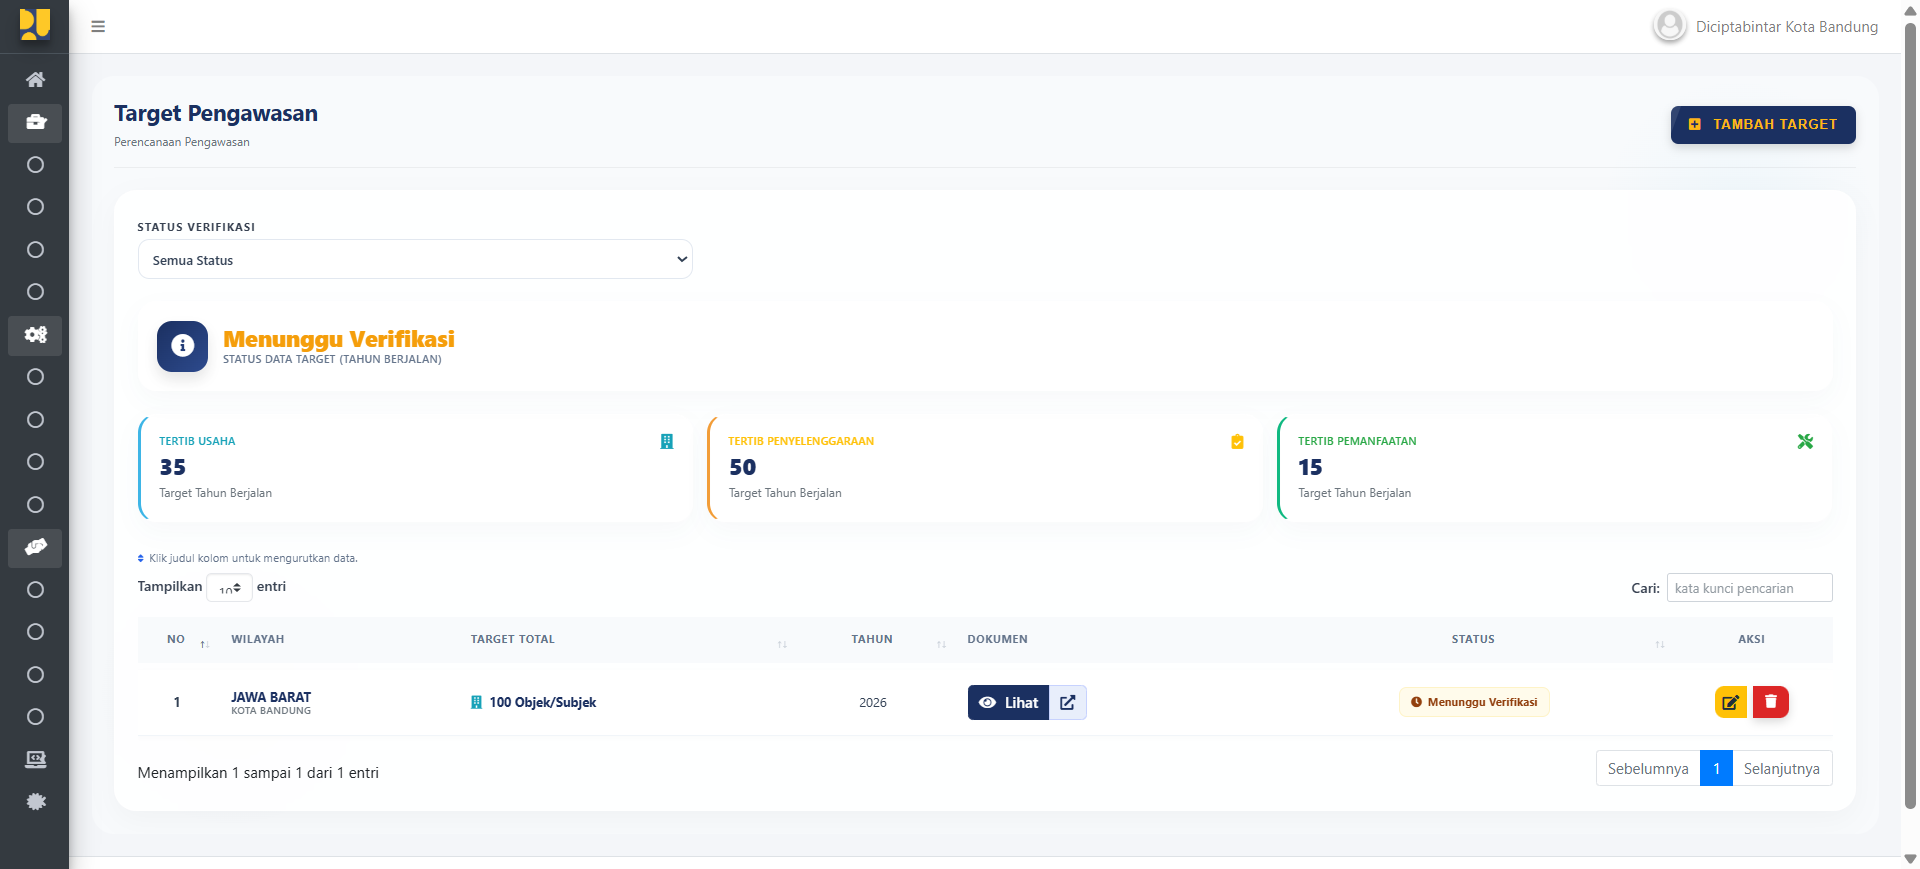 Diciptabintar Kota Bandung
Target Pengawasan
Perencanaan Pengawasan
TAMBAH TARGET
STATUS VERIFIKASI
Semua Status
Menunggu Verifikasi
STATUS DATA TARGET (TAHUN BERJALAN)
TERTIB USAHA
35
Target Tahun Berjalan
TERTIB PENYELENGGARAAN
50
Target Tahun Berjalan
TERTIB PEMANFAATAN
15
Target Tahun Berjalan
Klik judul kolom untuk mengurutkan data.
Tampilkan 10 entri
Cari: kata kunci pencarian
NO WILAYAH TARGET TOTAL TAHUN DOKUMEN STATUS AKSI
1 JAWA BARAT 100 Objek/Subjek 2026 Lihat Menunggu Verifikasi
KOTA BANDUNG
Menampilkan 1 sampai 1 dari 1 entri
Sebelumnya 1 Selanjutnya